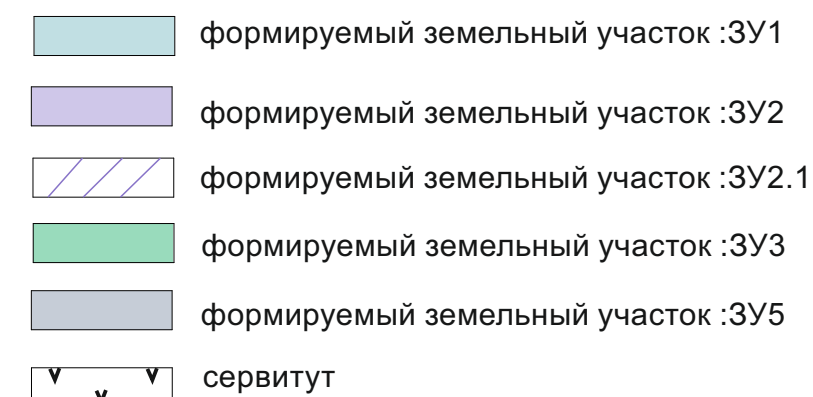 формируемый земельный участок :ЗУ1
формируемый земельный участок :ЗУ2
формируемый земельный участок :ЗУ2.1
формируемый земельный участок :ЗУ3
формируемый земельный участок :ЗУ5
сервитут